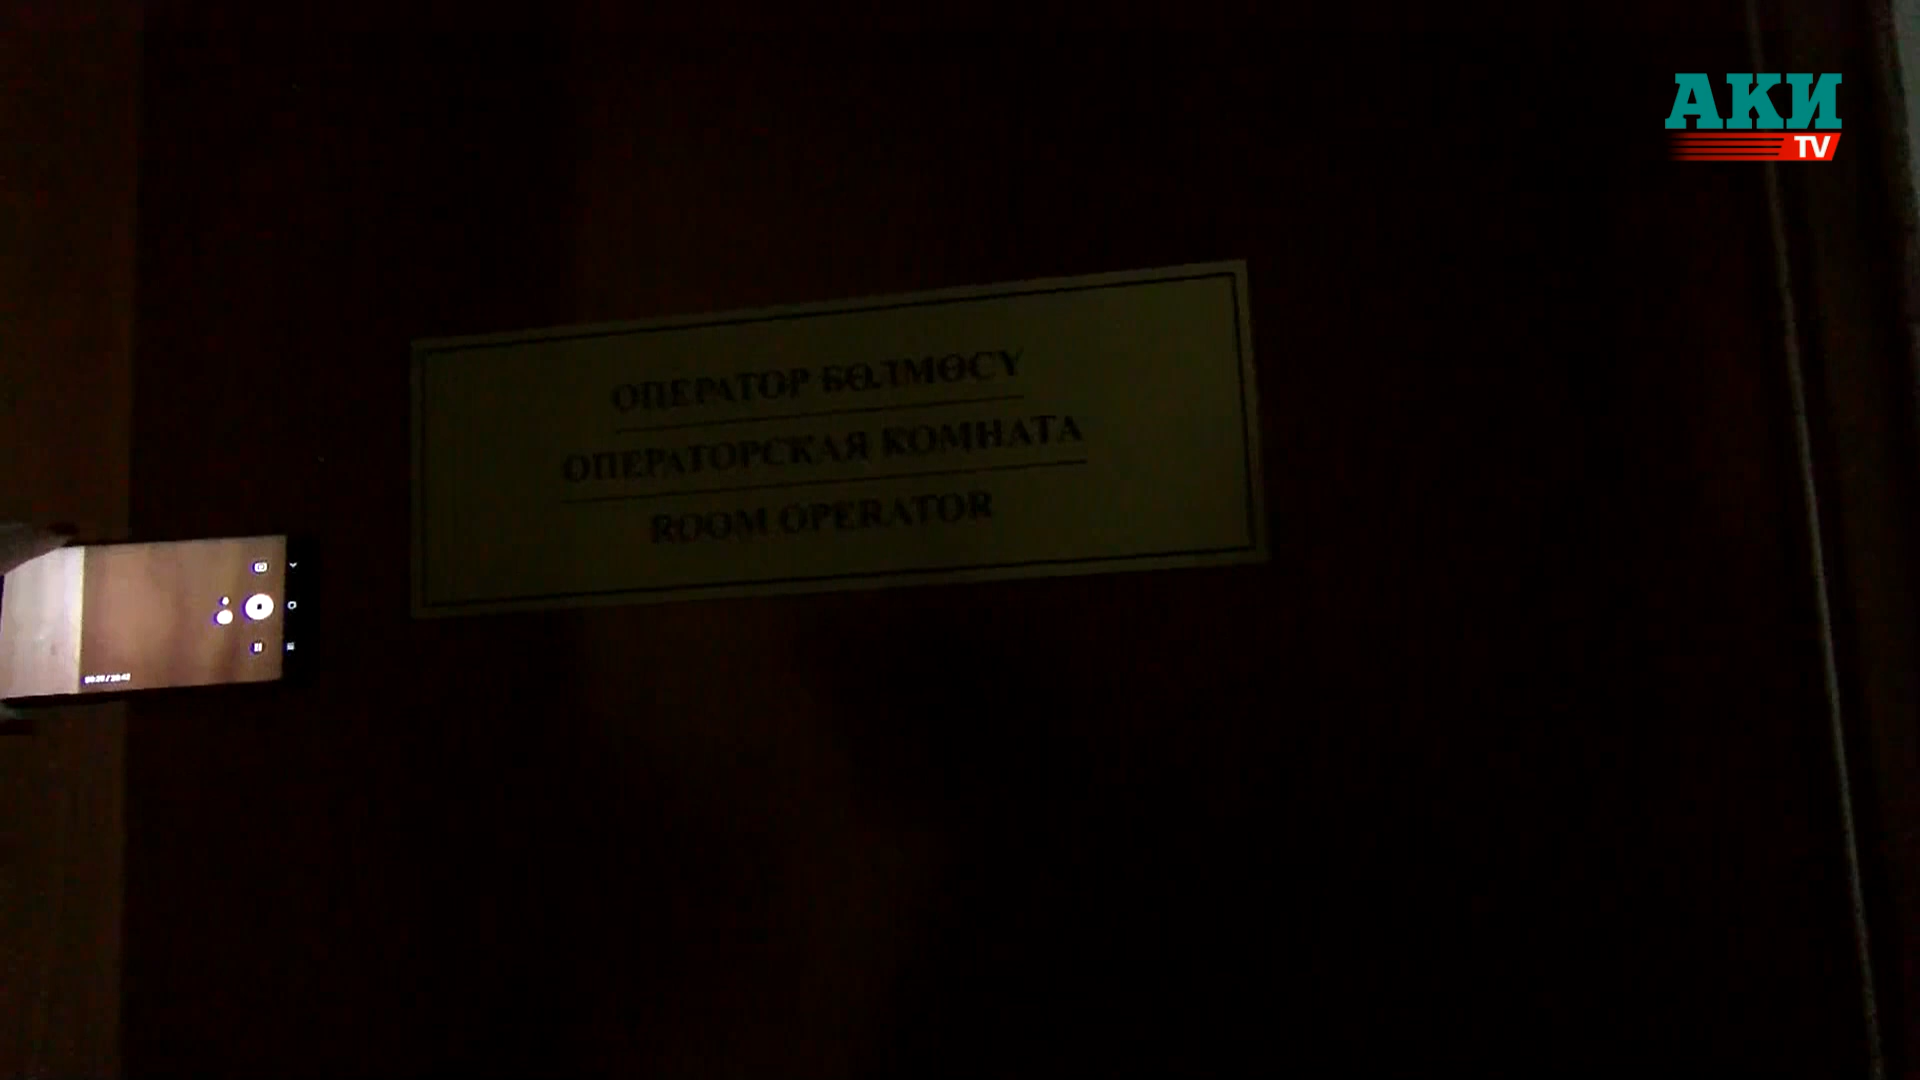 АКИ
TV
ОПЕРАТОР БӨЛМӨСҮ
ОПЕРАТОРСКАЯ КОМНАТА
ROOM OPERATOR